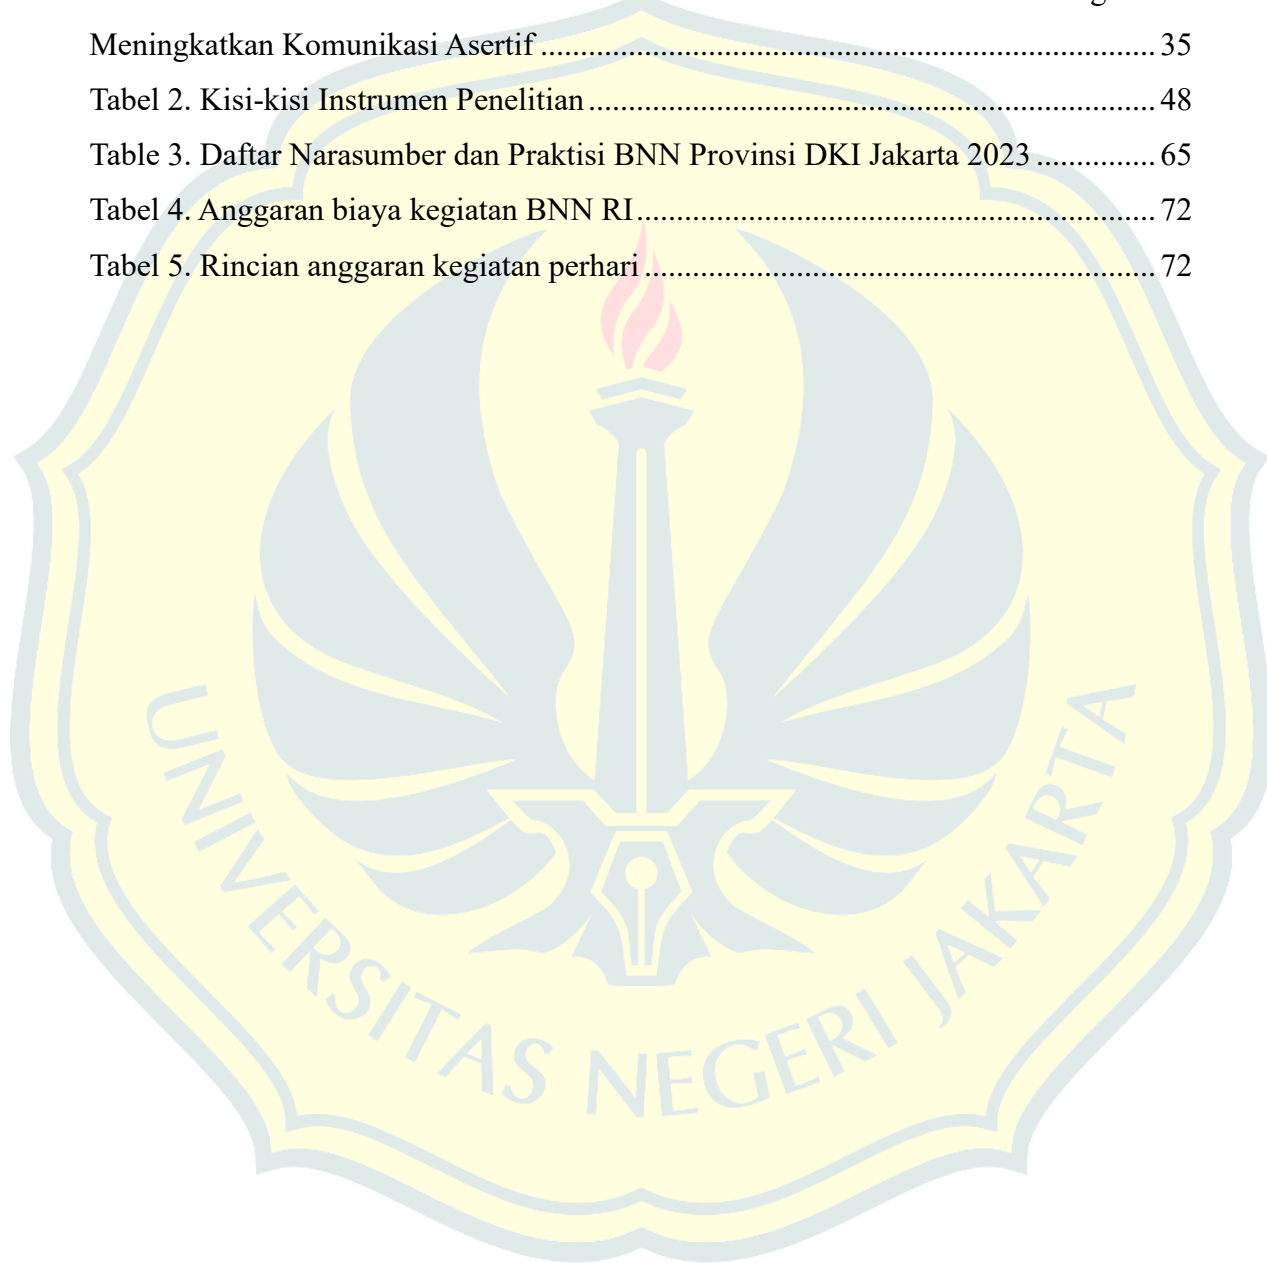 Meningkatkan Komunikasi Asertif ........................................................................... 35
Tabel 2. Kisi-kisi Instrumen Penelitian ..................................................................... 48
Table 3. Daftar Narasumber dan Praktisi BNN Provinsi DKI Jakarta 2023 .............. 65
Tabel 4. Anggaran biaya kegiatan BNN RI ............................................................... 72
Tabel 5. Rincian anggaran kegiatan perhari .............................................................. 72
UNIVERSITAS NEGERI JAKARTA